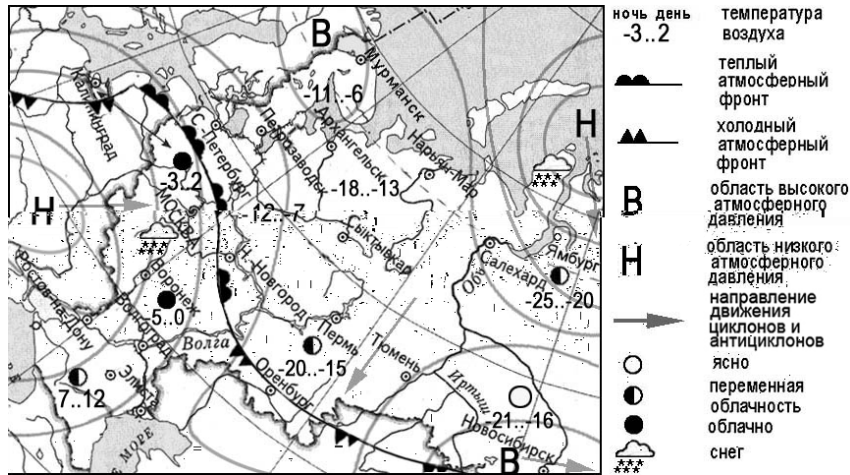 В
Мурманск
-11..-6
Калининград
С-Петербург
Петрозаводск
Архангельск
Нарьян-Мар
Н
-3..2
-18..-13
Н
МОСКВА
-12..-7
Сыктывкар
Ямбург
Салехард
Обь
-25..-20
Ростов-на-Дону
Воронеж
Н. Новгород
5..0
Волгоград
Волга
Пермь
Тюмень
-20..-15
Оренбург
Иртыш
Элиста
7..12
-21..-16
Новосибирск
МОРЕ
В
ночь день
-3..2
температура
воздуха
теплый
атмосферный
фронт
холодный
атмосферный
фронт
В
область высокого
атмосферного
давления
Н
область низкого
атмосферного
давления
направление
движения
циклонов и
антициклонов
ясно
переменная
облачность
облачно
снег